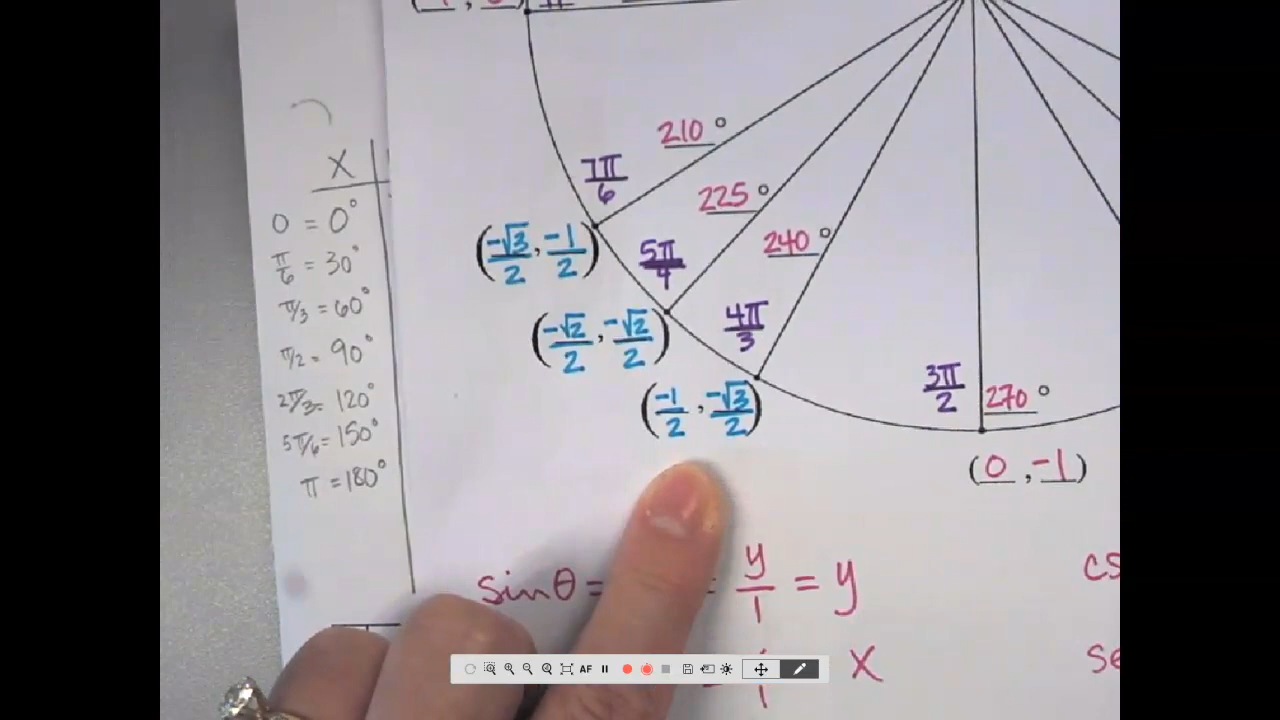 X
0 = 0°
π/6 = 30°
π/3 = 60°
π/2 = 90°
2π/3 = 120°
5π/6 = 150°
π = 180°
210°
7π/6
225°
(-√3/2, -1/2)
5π/4
240°
(-√2/2, -√2/2)
4π/3
(-1/2, -√3/2)
3π/2
270°
(0, -1)
sinθ = = y/1 = y
x
AF